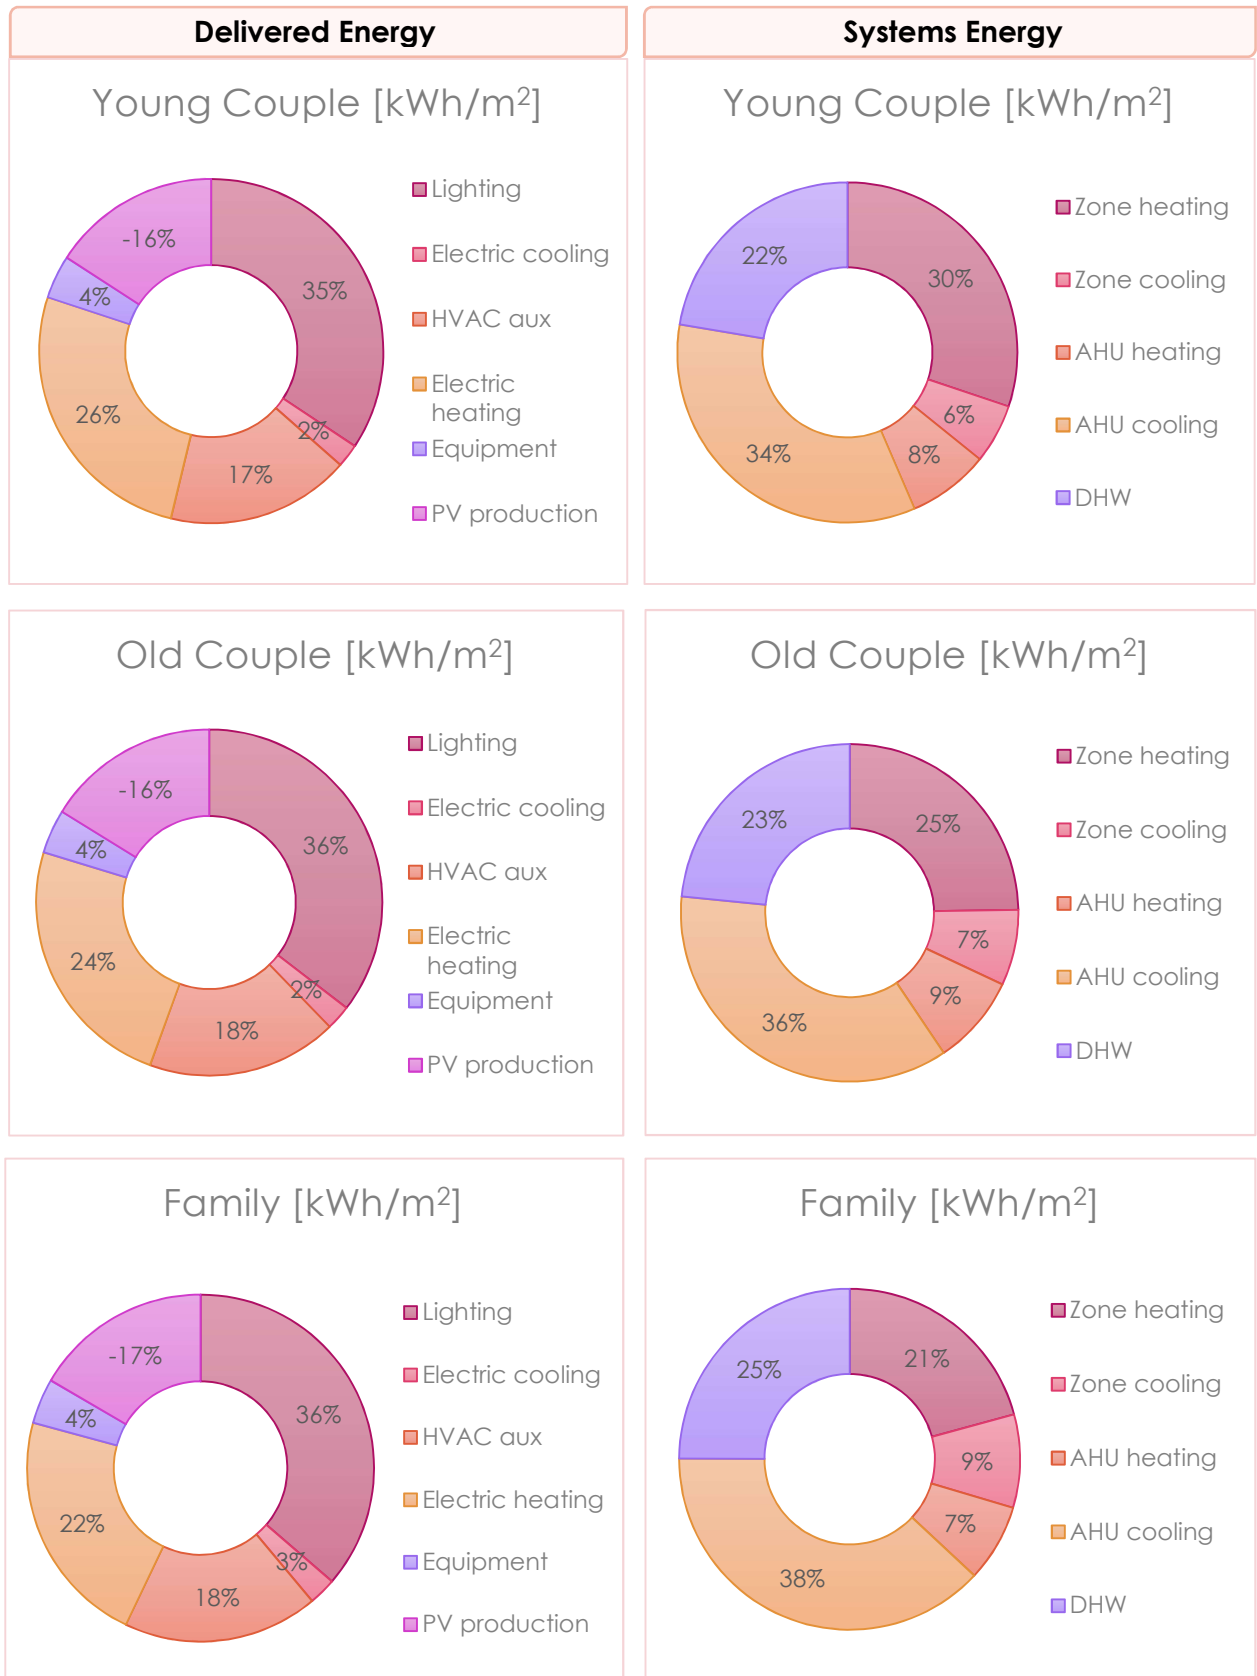 Delivered Energy
Systems Energy
Young Couple [kWh/m²]
35%
2%
17%
26%
4%
-16%
Lighting
Electric cooling
HVAC aux
Electric
heating
Equipment
PV production
Young Couple [kWh/m²]
30%
6%
8%
34%
22%
Zone heating
Zone cooling
AHU heating
AHU cooling
DHW
Old Couple [kWh/m²]
36%
2%
18%
24%
4%
-16%
Lighting
Electric cooling
HVAC aux
Electric
heating
Equipment
PV production
Old Couple [kWh/m²]
25%
7%
9%
36%
23%
Zone heating
Zone cooling
AHU heating
AHU cooling
DHW
Family [kWh/m²]
36%
3%
18%
22%
4%
-17%
Lighting
Electric cooling
HVAC aux
Electric heating
Equipment
PV production
Family [kWh/m²]
21%
9%
7%
38%
25%
Zone heating
Zone cooling
AHU heating
AHU cooling
DHW